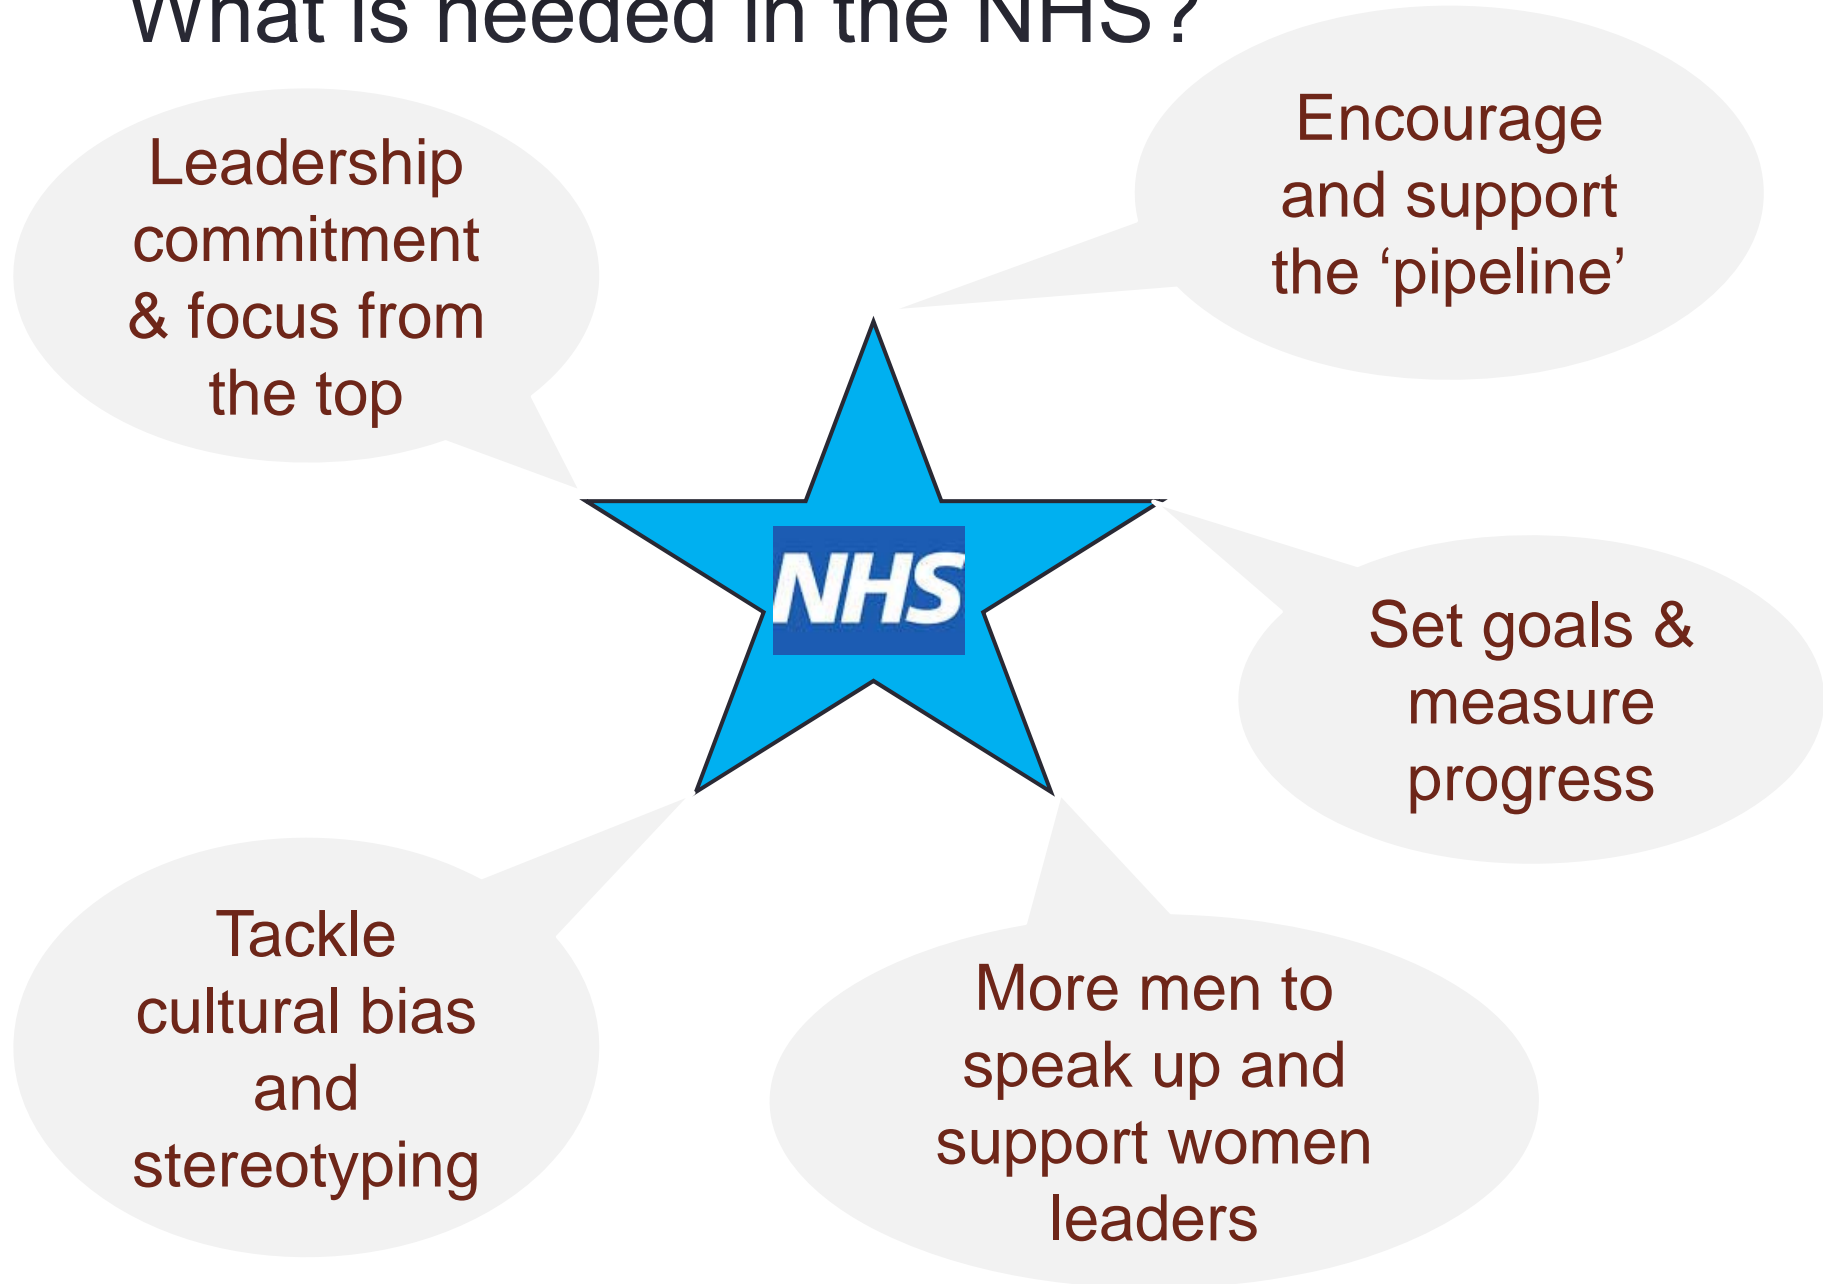 What is needed in the NHS?
Leadership
commitment
& focus from
the top
Encourage
and support
the ‘pipeline’
NHS
Set goals &
measure
progress
Tackle
cultural bias
and
stereotyping
More men to
speak up and
support women
leaders